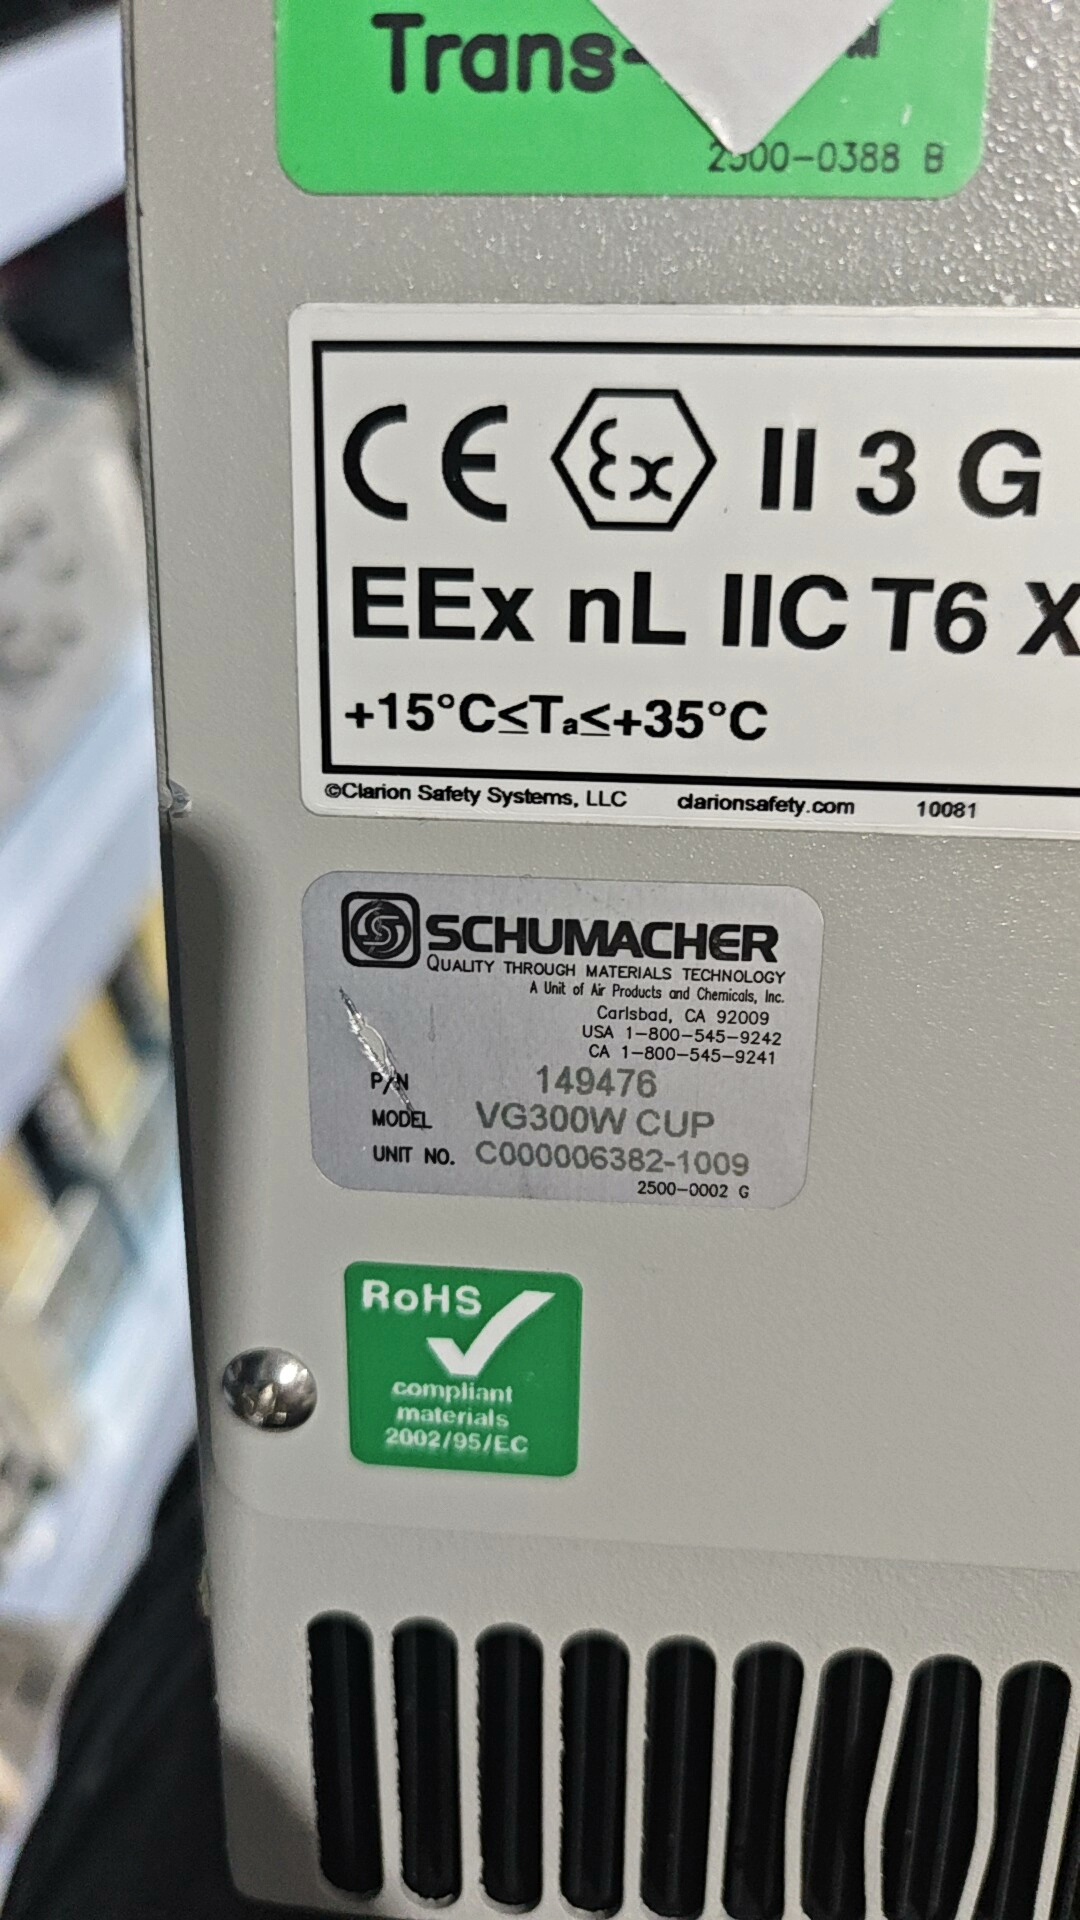 Trans-
2500-0388 B
CE Ex II 3 G
EEx nL IIC T6 X
+15°C≤Ta≤+35°C
©Clarion Safety Systems, LLC clarionsafety.com 10081
SCHUMACHER
QUALITY THROUGH MATERIALS TECHNOLOGY
A Unit of Air Products and Chemicals, Inc.
Carlsbad, CA 92009
USA 1-800-545-9242
CA 1-800-545-9241
P/N 149476
MODEL VG300W CUP
UNIT NO. C000006382-1009
2500-0002 G
RoHS
compliant
materials
2002/95/EC